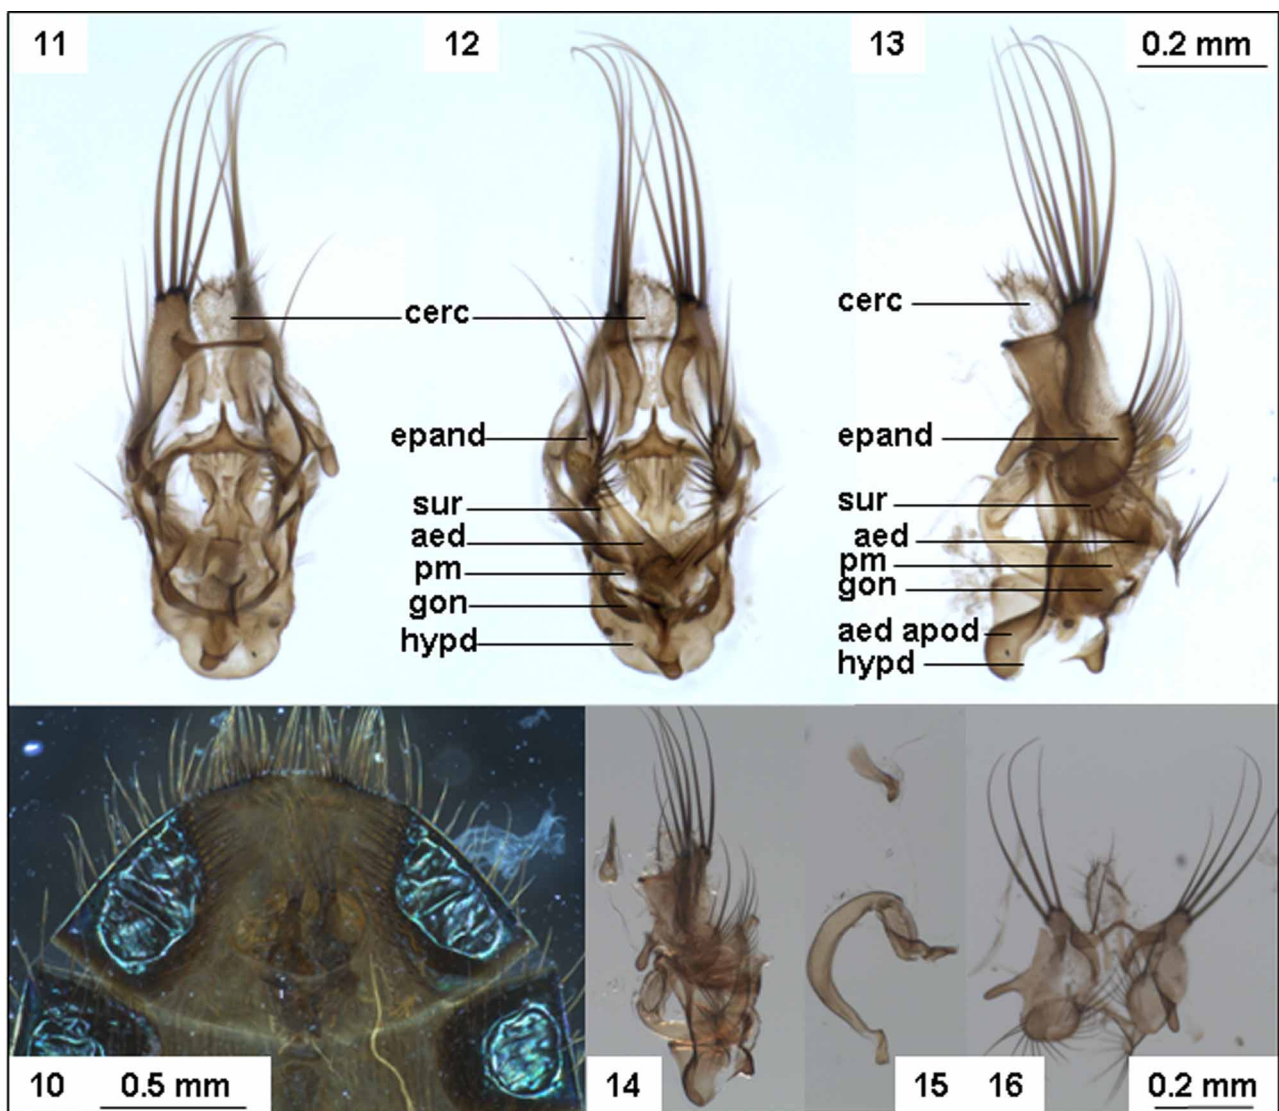 11
12
13
0.2 mm
cerc
cerc
epand
epand
sur
sur
aed
aed
pm
pm
gon
gon
aed apod
hypd
hypd
10
0.5 mm
14
15
16
0.2 mm